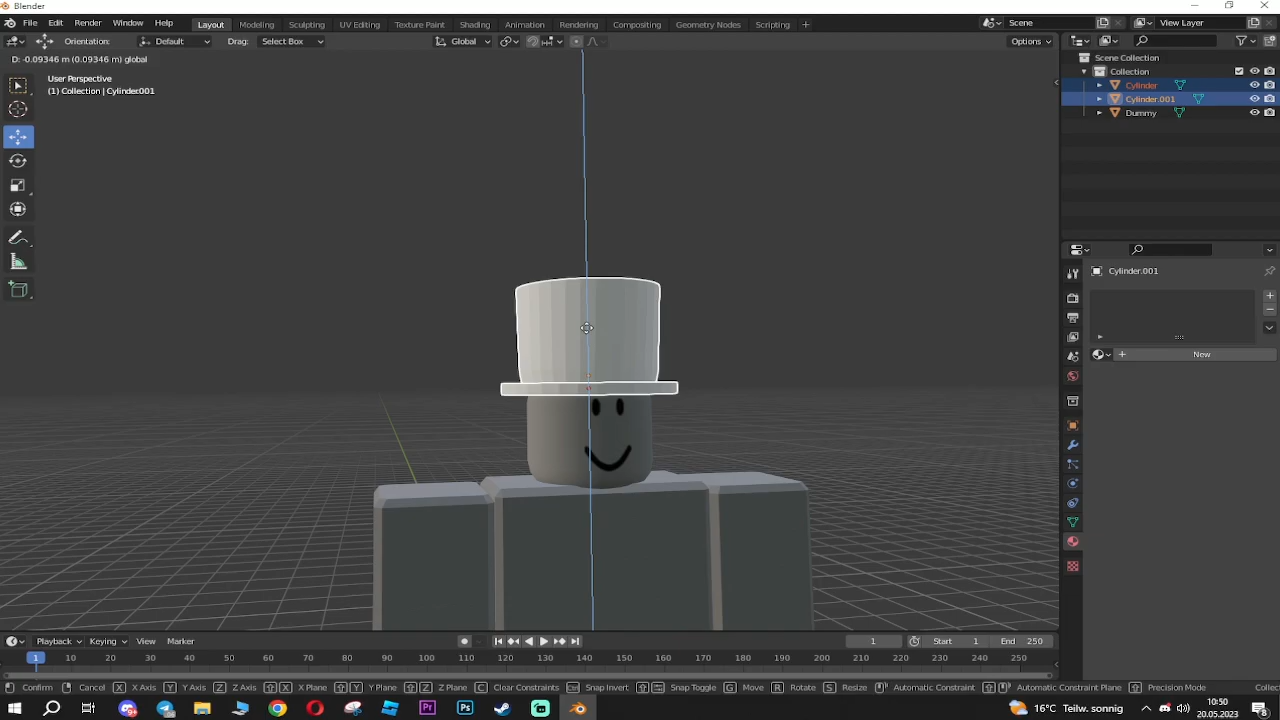 Blender
File Edit Render Window Help
Layout Modeling Sculpting UV Editing Texture Paint Shading Animation Rendering Compositing Geometry Nodes Scripting +
Scene
View Layer
Orientation: Default Drag: Select Box
Global
Options
D: -0.09346 m (0.09346 m) global
User Perspective
(1) Collection | Cylinder.001
Scene Collection
Collection
Cylinder
Cylinder.001
Dummy
Cylinder.001
New
Playback Keying View Marker
1
Start 1
End 250
1 10 20 30 40 50 60 70 80 90 100 110 120 130 140 150 160 170 180 190 200 210 220 230 240 250
Confirm Cancel X X Axis Y Y Axis Z Z Axis X X Plane Y Y Plane Z Z Plane C Clear Constraints Ctrl Snap Invert Snap Toggle G Move R Rotate S Resize Automatic Constraint Automatic Constraint Plane Precision Mode Collec
16°C Teilw. sonnig
10:50
20.05.2023